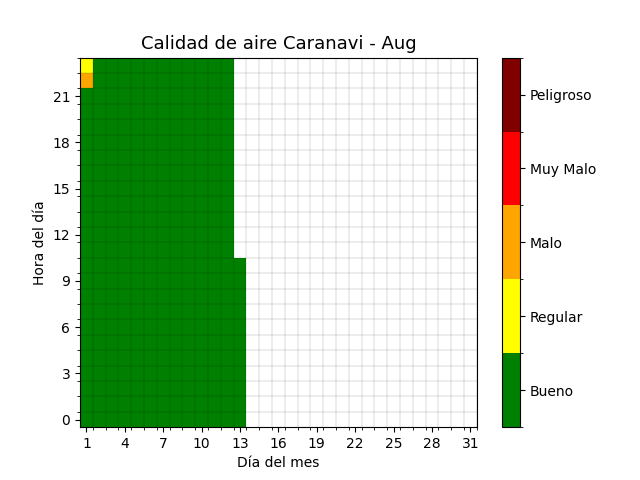 Calidad de aire Caranavi - Aug
Hora del día
21
18
15
12
9
6
3
0
1 4 7 10 13 16 19 22 25 28 31
Día del mes
Peligroso
Muy Malo
Malo
Regular
Bueno